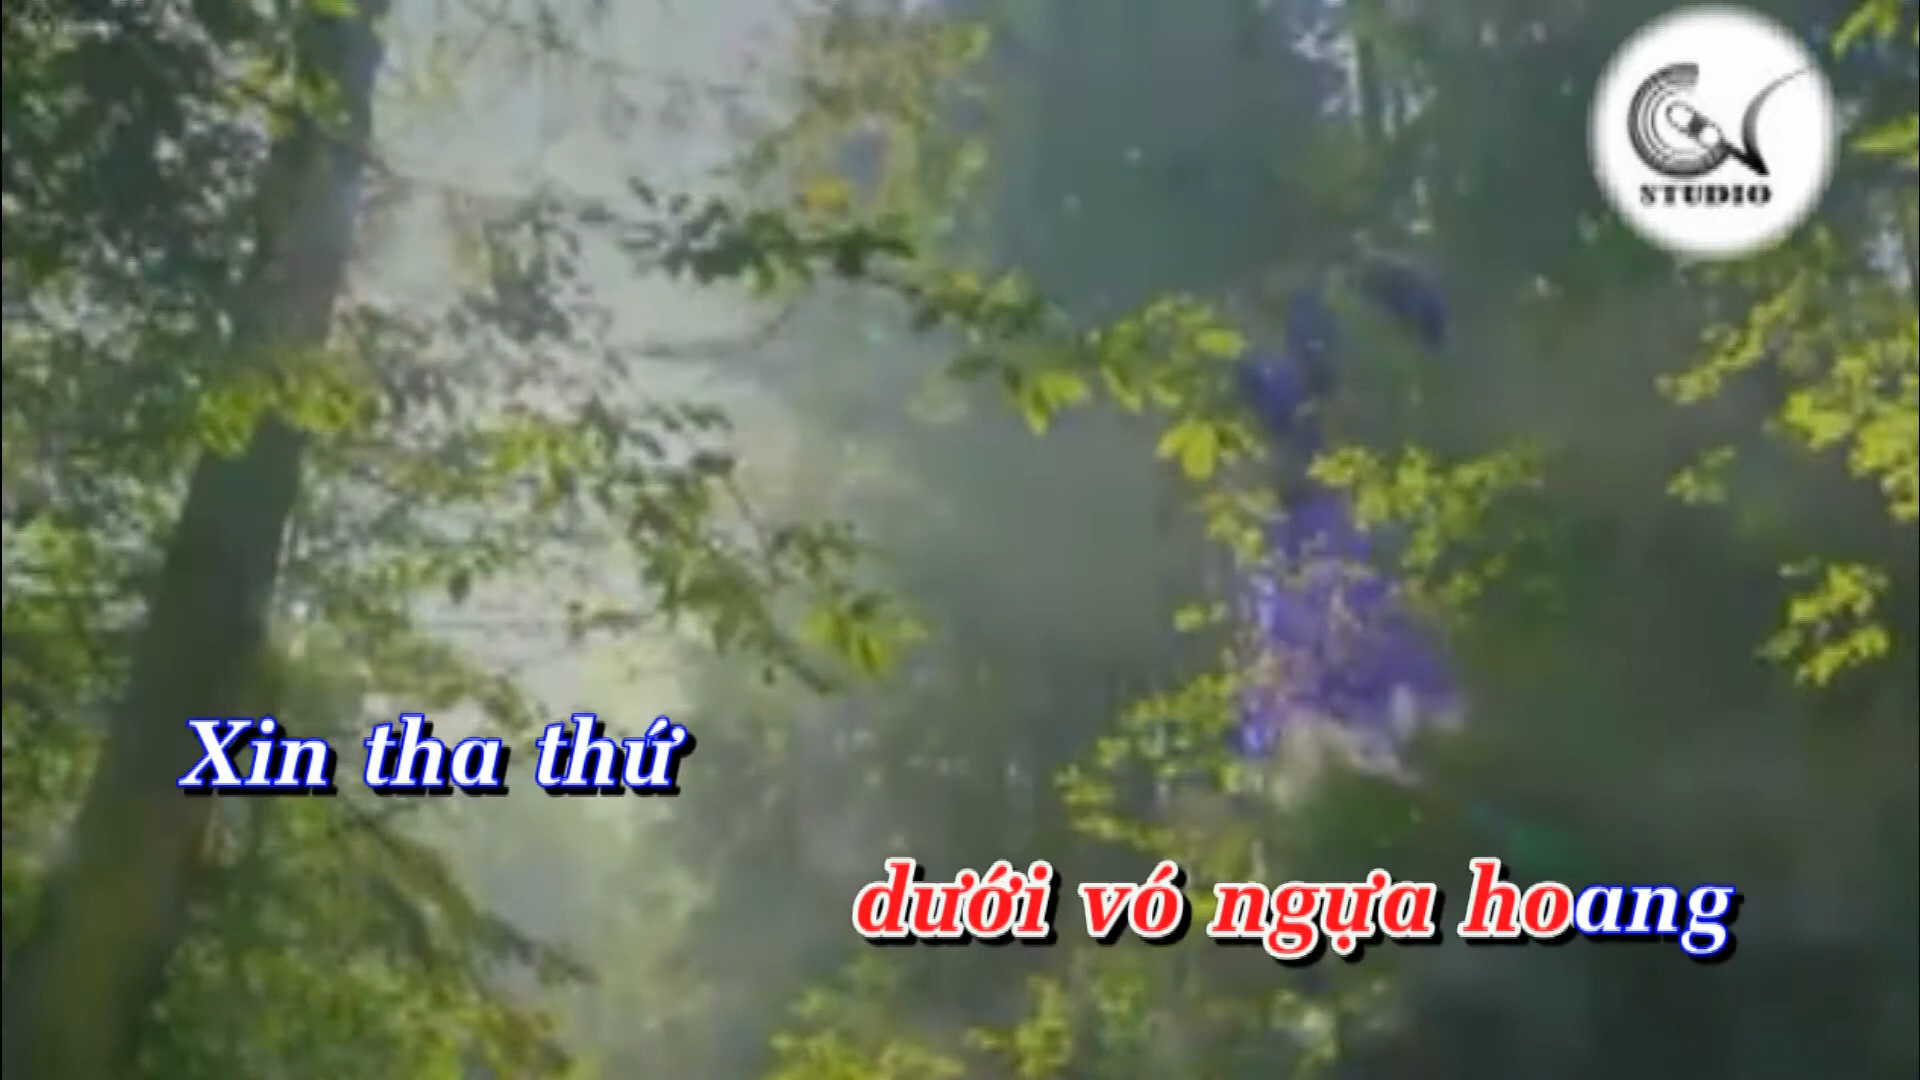 STUDIO
Xin tha thứ
dưới vó ngựa hoang